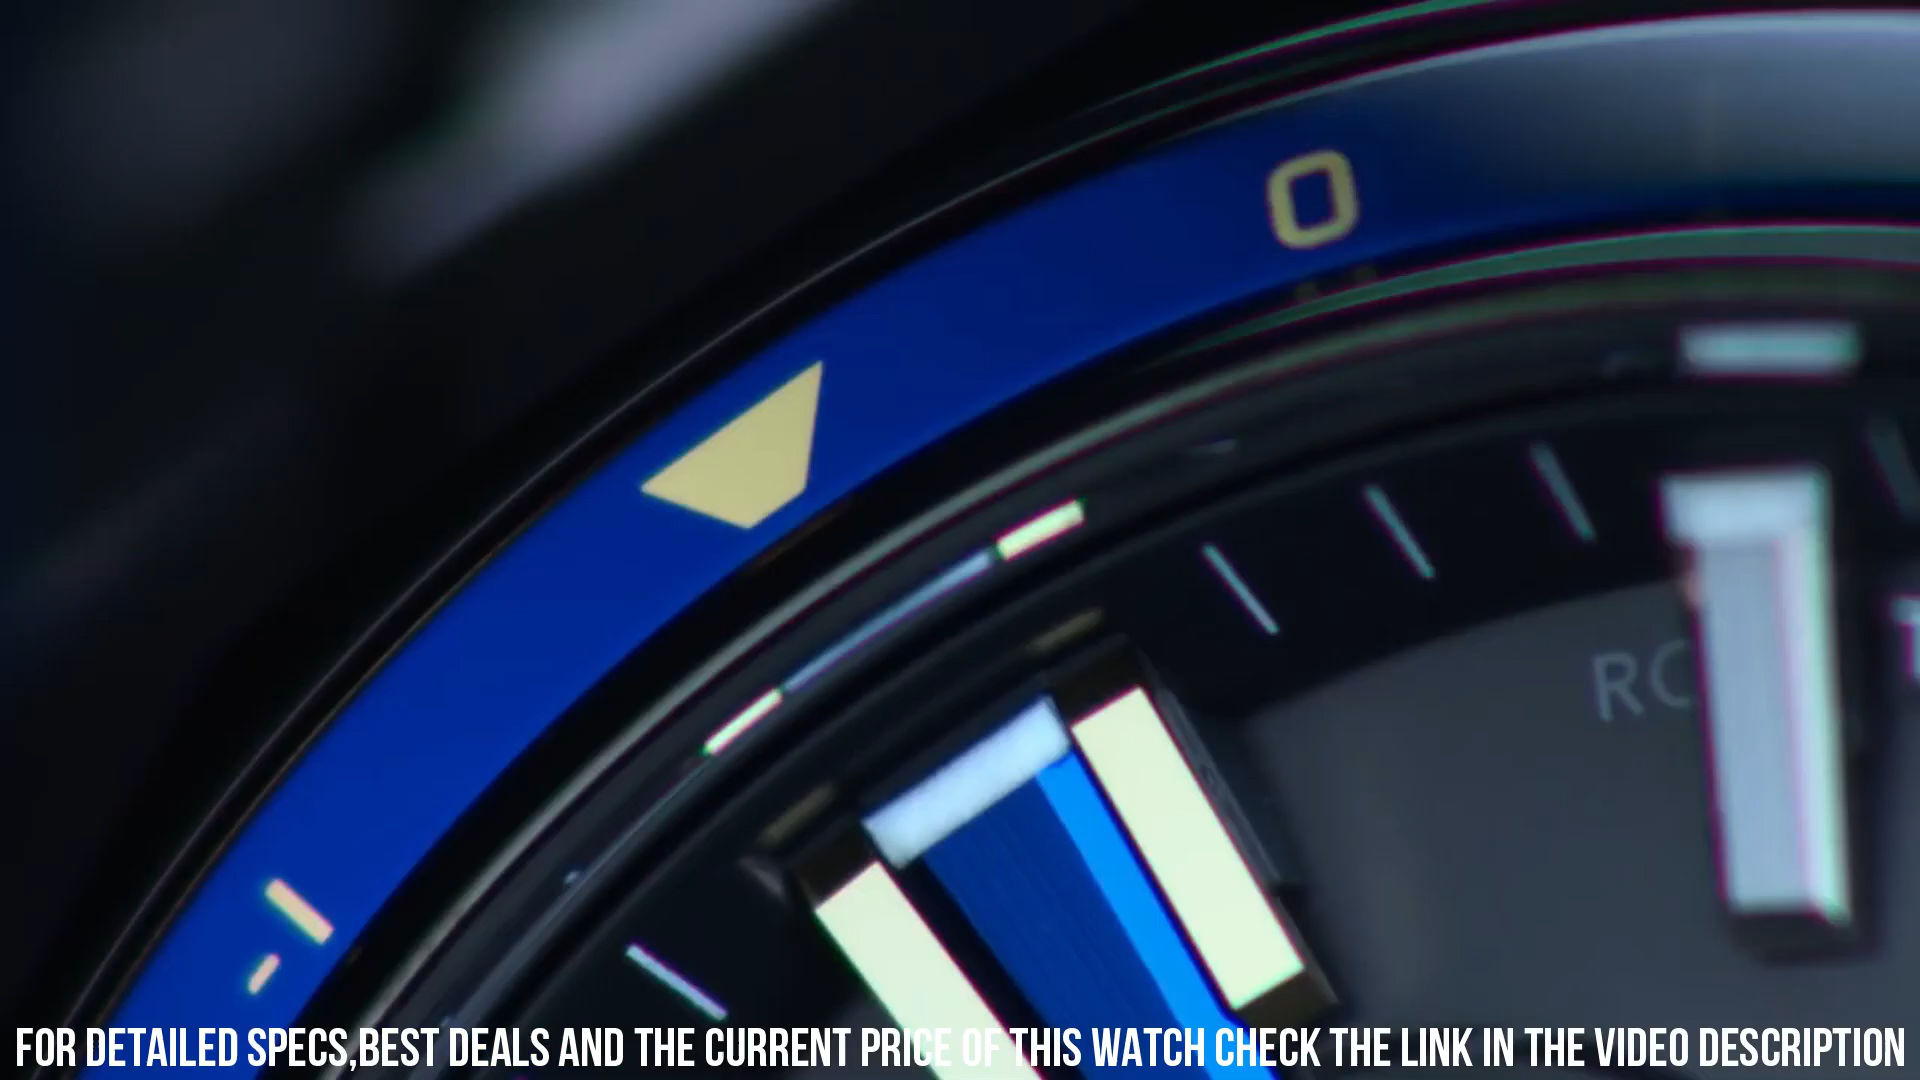 0
-1
FOR DETAILED SPECS,BEST DEALS AND THE CURRENT PRICE OF THIS WATCH CHECK THE LINK IN THE VIDEO DESCRIPTION